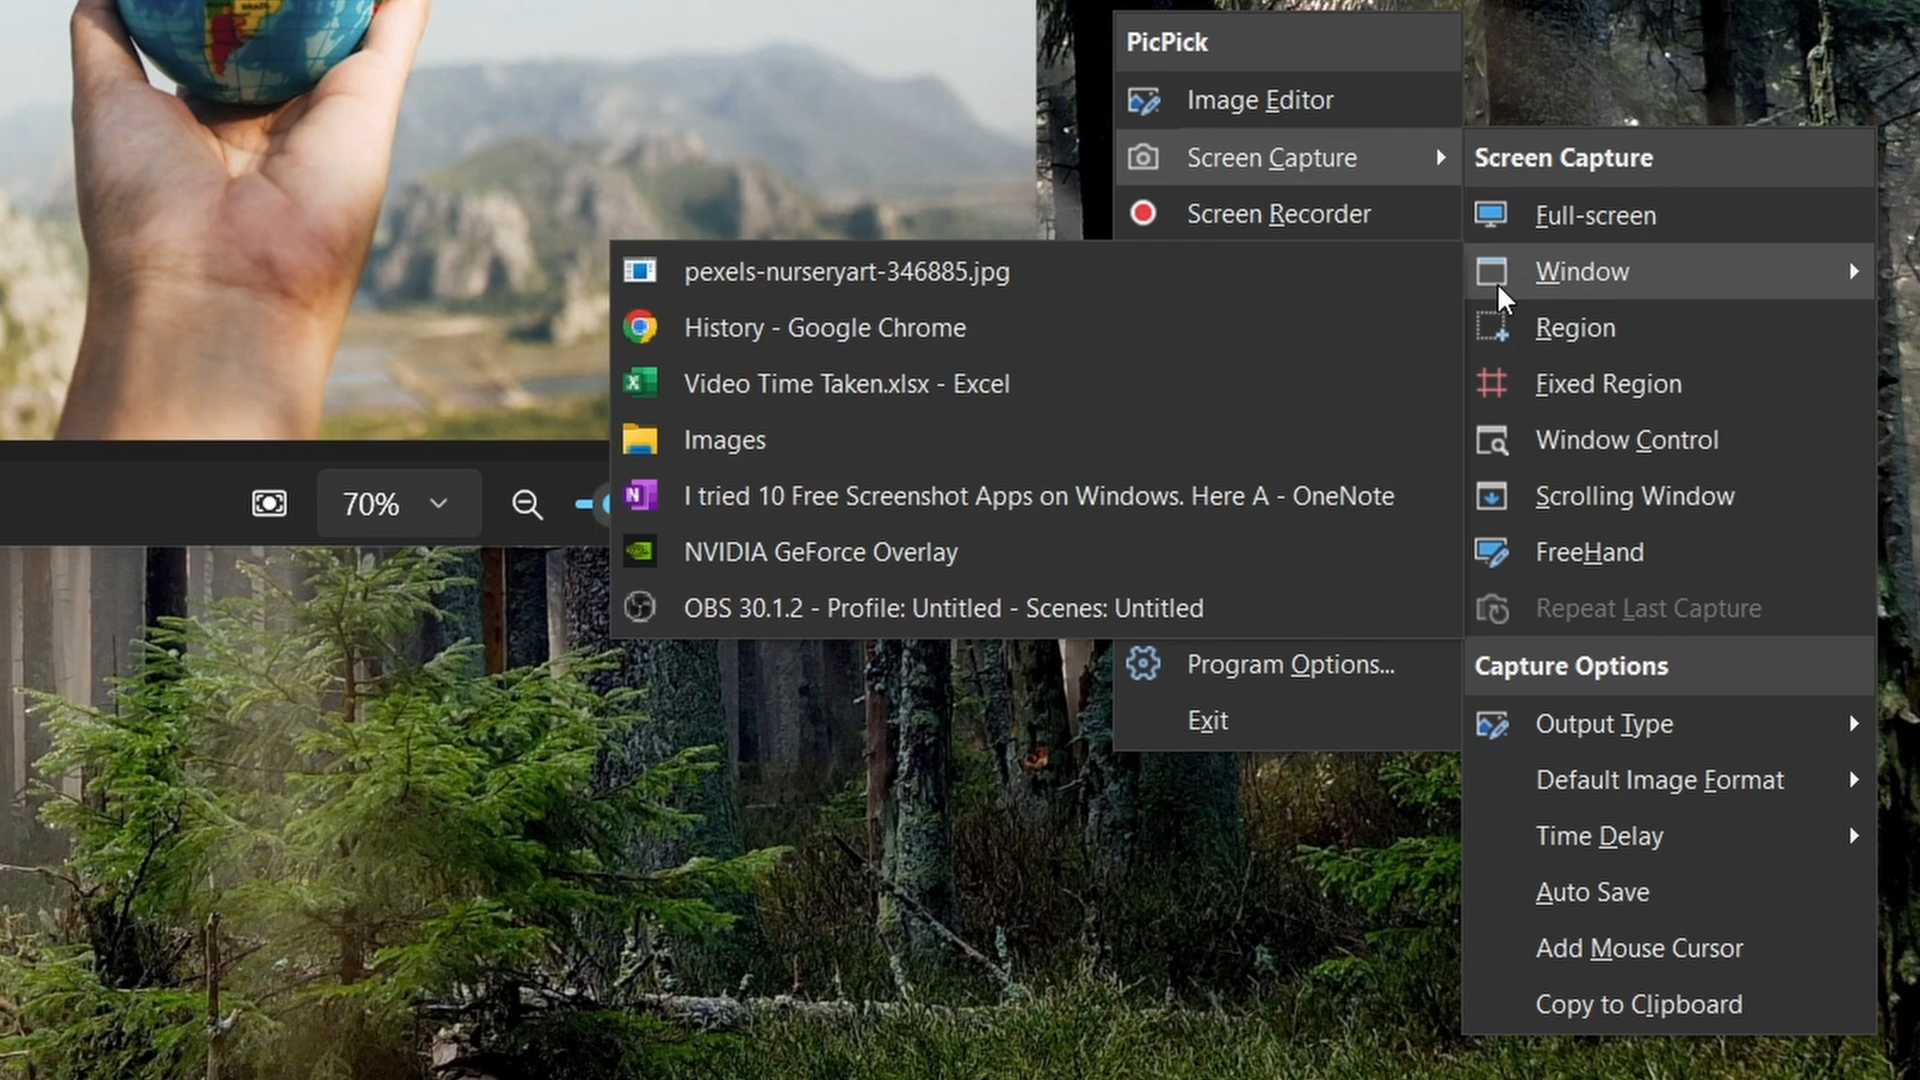 BRAZIL
PicPick
Image Editor
Screen Capture
Screen Recorder
Screen Capture
Full-screen
Window
Region
Fixed Region
Window Control
Scrolling Window
FreeHand
Repeat Last Capture
Capture Options
Output Type
Default Image Format
Time Delay
Auto Save
Add Mouse Cursor
Copy to Clipboard
pexels-nurseryart-346885.jpg
History - Google Chrome
Video Time Taken.xlsx - Excel
Images
I tried 10 Free Screenshot Apps on Windows. Here A - OneNote
NVIDIA GeForce Overlay
OBS 30.1.2 - Profile: Untitled - Scenes: Untitled
Program Options...
Exit
70%